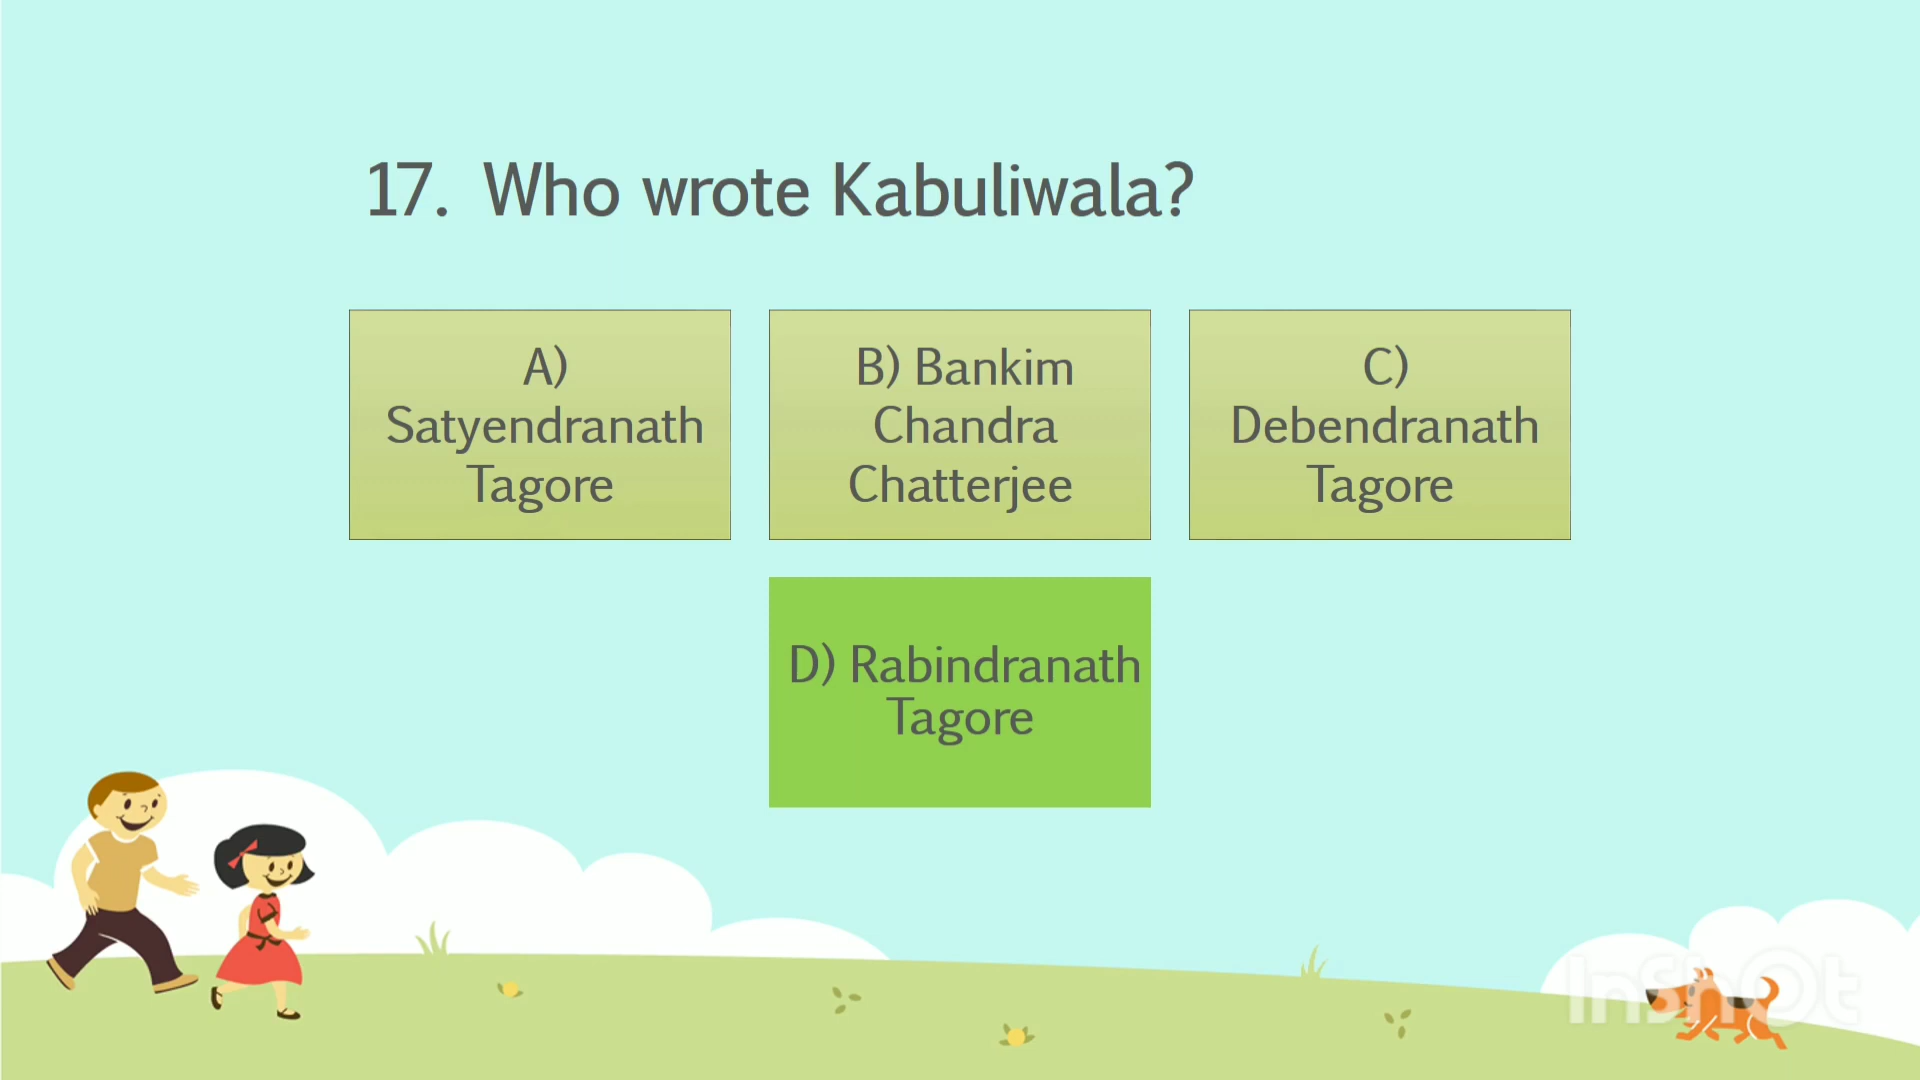 17. Who wrote Kabuliwala?
A)
Satyendranath
Tagore
B) Bankim
Chandra
Chatterjee
C)
Debendranath
Tagore
D) Rabindranath
Tagore
InShOt